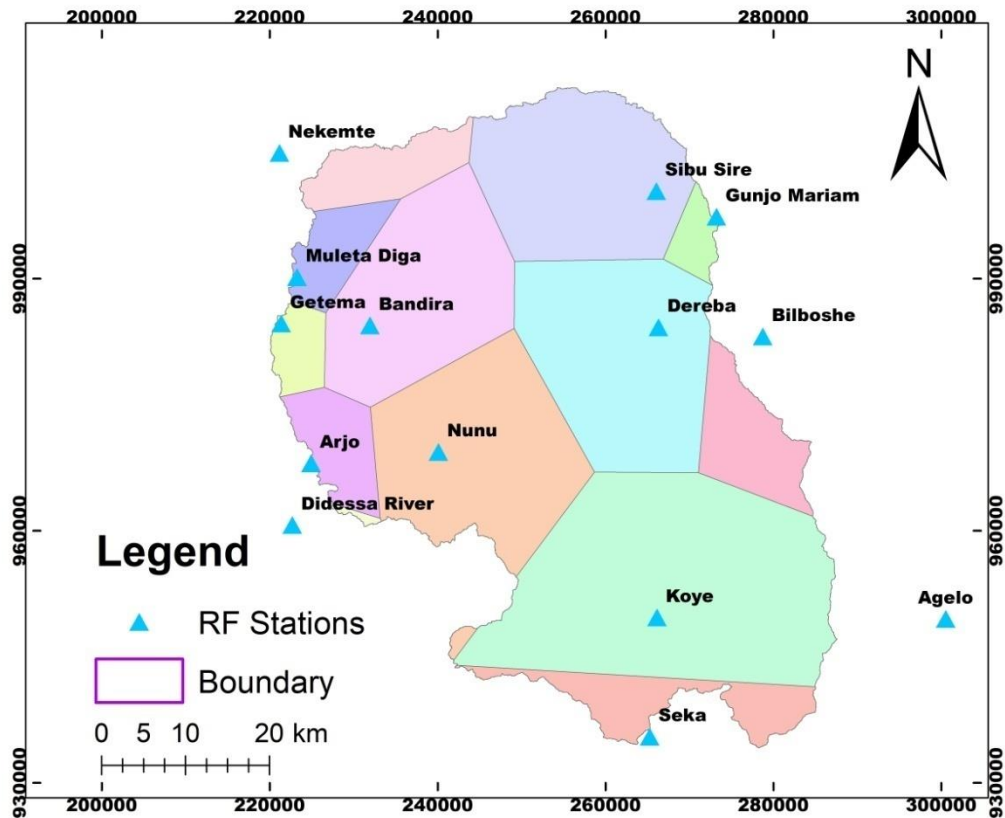 200000 220000 240000 260000 280000 300000
N
Nekemte
Sibu Sire
Gunjo Mariam
Muleta Diga
990000 990000
Getema Bandira Dereba Bilboshe
Arjo Nunu
Didessa River
960000 960000
Legend
RF Stations
Koye Agelo
Boundary
0 5 10 20 km
Seka
930000 930000
200000 220000 240000 260000 280000 300000